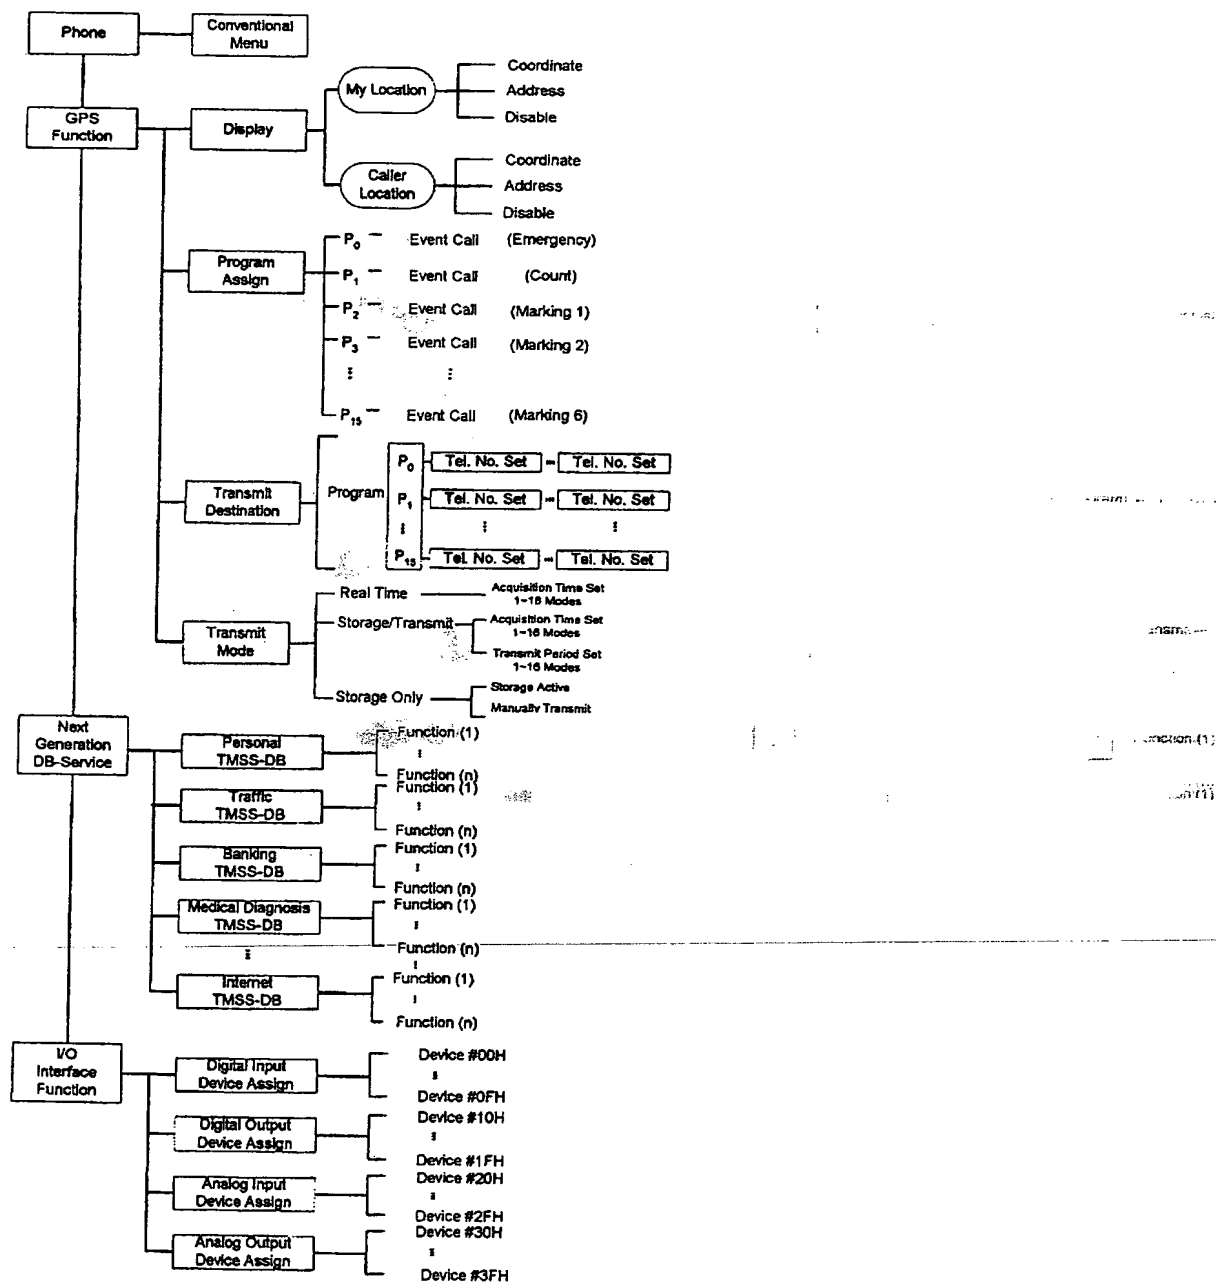 Phone
Conventional
Menu
GPS
Function
Display
My Location
Coordinate
Address
Disable
Caller
Location
Coordinate
Address
Disable
Program
Assign
P0 — Event Call (Emergency)
P1 — Event Call (Count)
P2 — Event Call (Marking 1)
P3 — Event Call (Marking 2)
P15 — Event Call (Marking 6)
Transmit
Destination
Program
P0 Tel. No. Set Tel. No. Set
P1 Tel. No. Set Tel. No. Set
P15 Tel. No. Set Tel. No. Set
Transmit
Mode
Real Time
Acquisition Time Set
1~16 Modes
Storage/Transmit
Acquisition Time Set
1~16 Modes
Transmit Period Set
1~16 Modes
Storage Only
Storage Active
Manually Transmit
Next
Generation
DB-Service
Personal
TMSS-DB
Function (1)
Function (n)
Traffic
TMSS-DB
Function (1)
Function (n)
Banking
TMSS-DB
Function (1)
Function (n)
Medical Diagnosis
TMSS-DB
Function (1)
Function (n)
Internet
TMSS-DB
Function (1)
Function (n)
I/O
Interface
Function
Digital Input
Device Assign
Device #00H
Device #0FH
Digital Output
Device Assign
Device #10H
Device #1FH
Analog Input
Device Assign
Device #20H
Device #2FH
Analog Output
Device Assign
Device #30H
Device #3FH